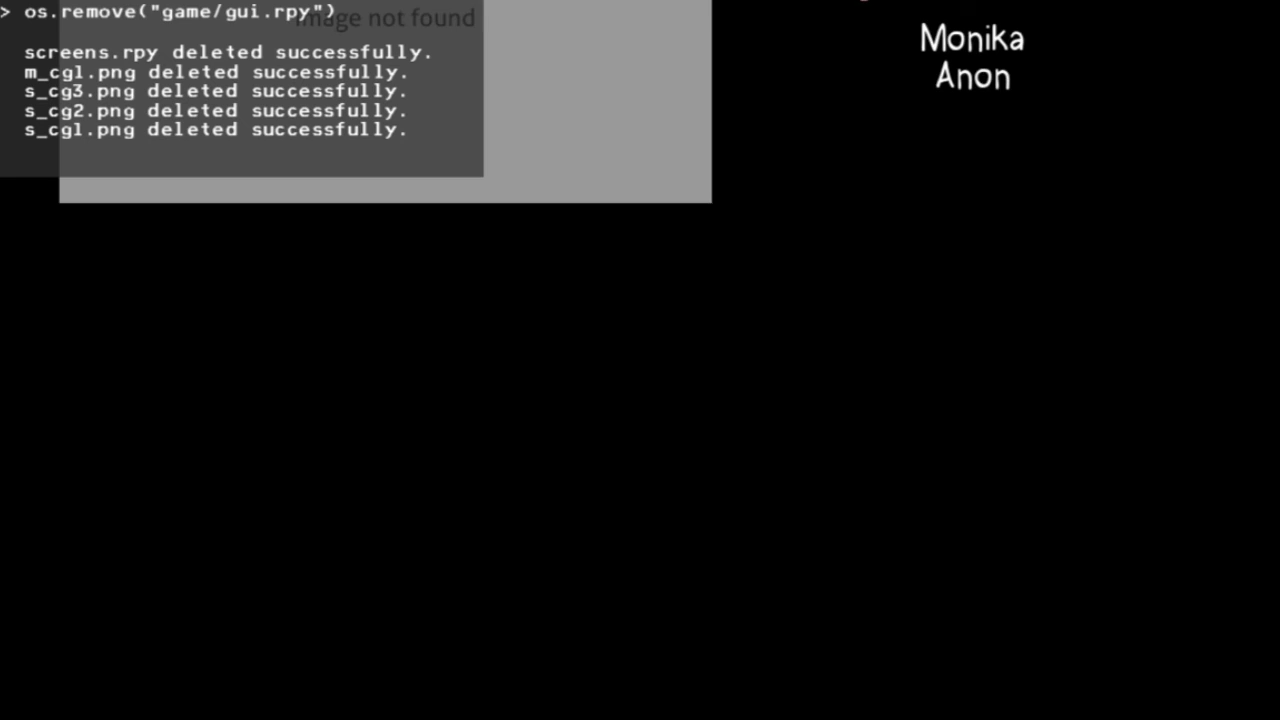 > os.remove("game/gui.rpy")
Image not found
screens.rpy deleted successfully.
m_cg1.png deleted successfully.
s_cg3.png deleted successfully.
s_cg2.png deleted successfully.
s_cg1.png deleted successfully.
Monika
Anon